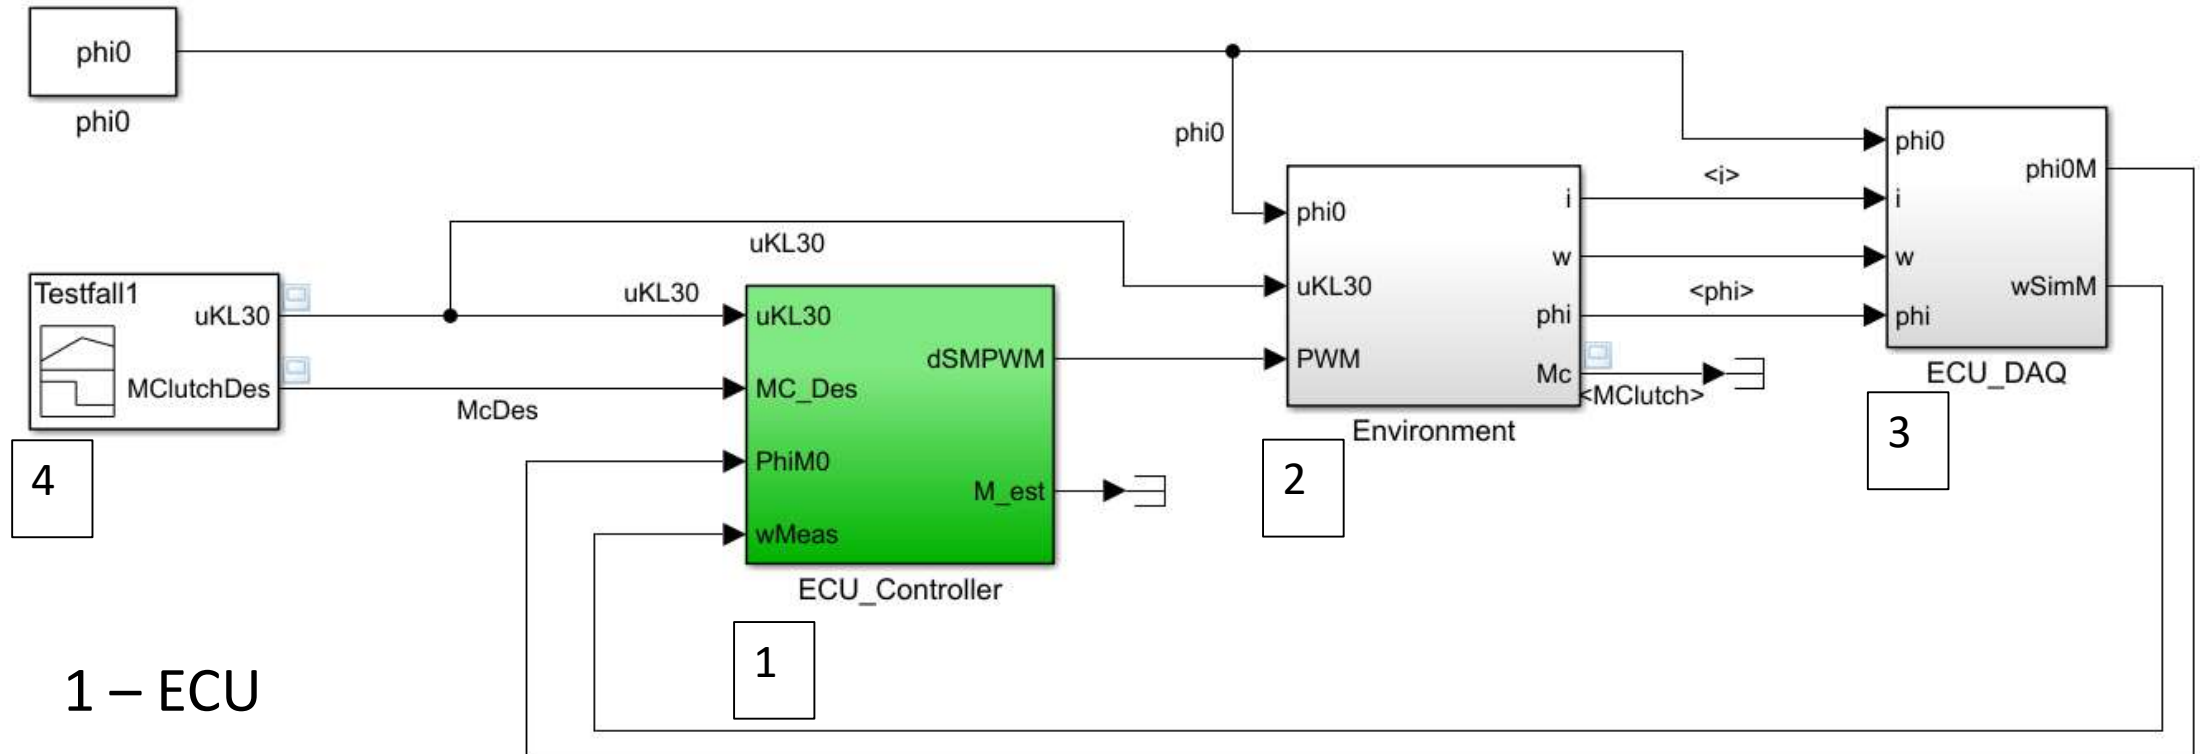 phi0
phi0
phi0
uKL30
uKL30
Testfall1
uKL30
MClutchDes
McDes
4
uKL30
MC_Des
PhiM0
wMeas
dSMPWM
M_est
ECU_Controller
1
phi0
uKL30
PWM
i
w
phi
Mc
Environment
2
<i>
<phi>
<MClutch>
phi0
i
w
phi
phi0M
wSimM
ECU_DAQ
3
1 – ECU